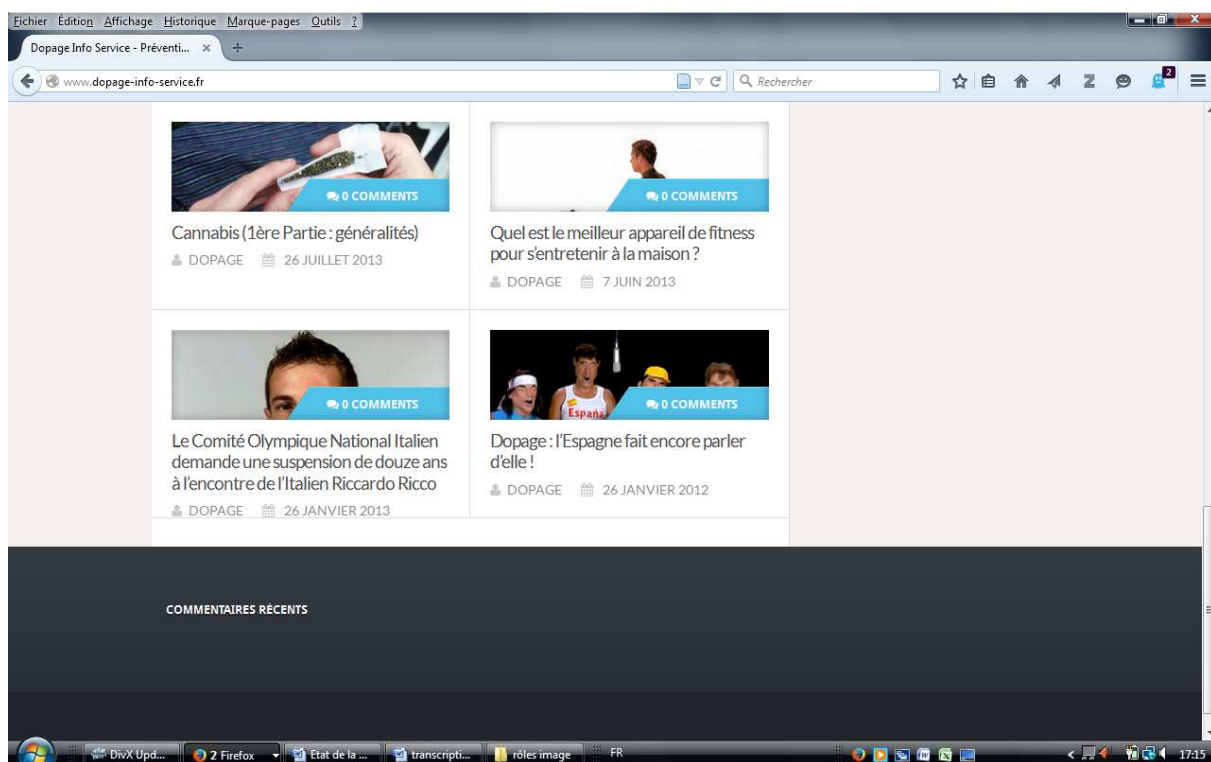 Fichier Édition Affichage Historique Marque-pages Outils ?
Dopage Info Service - Préventi... × +
www.dopage-info-service.fr
Rechercher
2
0 COMMENTS
Cannabis (1ère Partie : généralités)
DOPAGE 26 JUILLET 2013
0 COMMENTS
Quel est le meilleur appareil de fitness
pour s'entretenir à la maison ?
DOPAGE 7 JUIN 2013
0 COMMENTS
Le Comité Olympique National Italien
demande une suspension de douze ans
à l'encontre de l'Italien Riccardo Ricco
DOPAGE 26 JANVIER 2013
España
0 COMMENTS
Dopage : l'Espagne fait encore parler
d'elle !
DOPAGE 26 JANVIER 2012
COMMENTAIRES RÉCENTS
DivX Upd... 2 Firefox Etat de la ... transcripti... rôles image FR 17:15